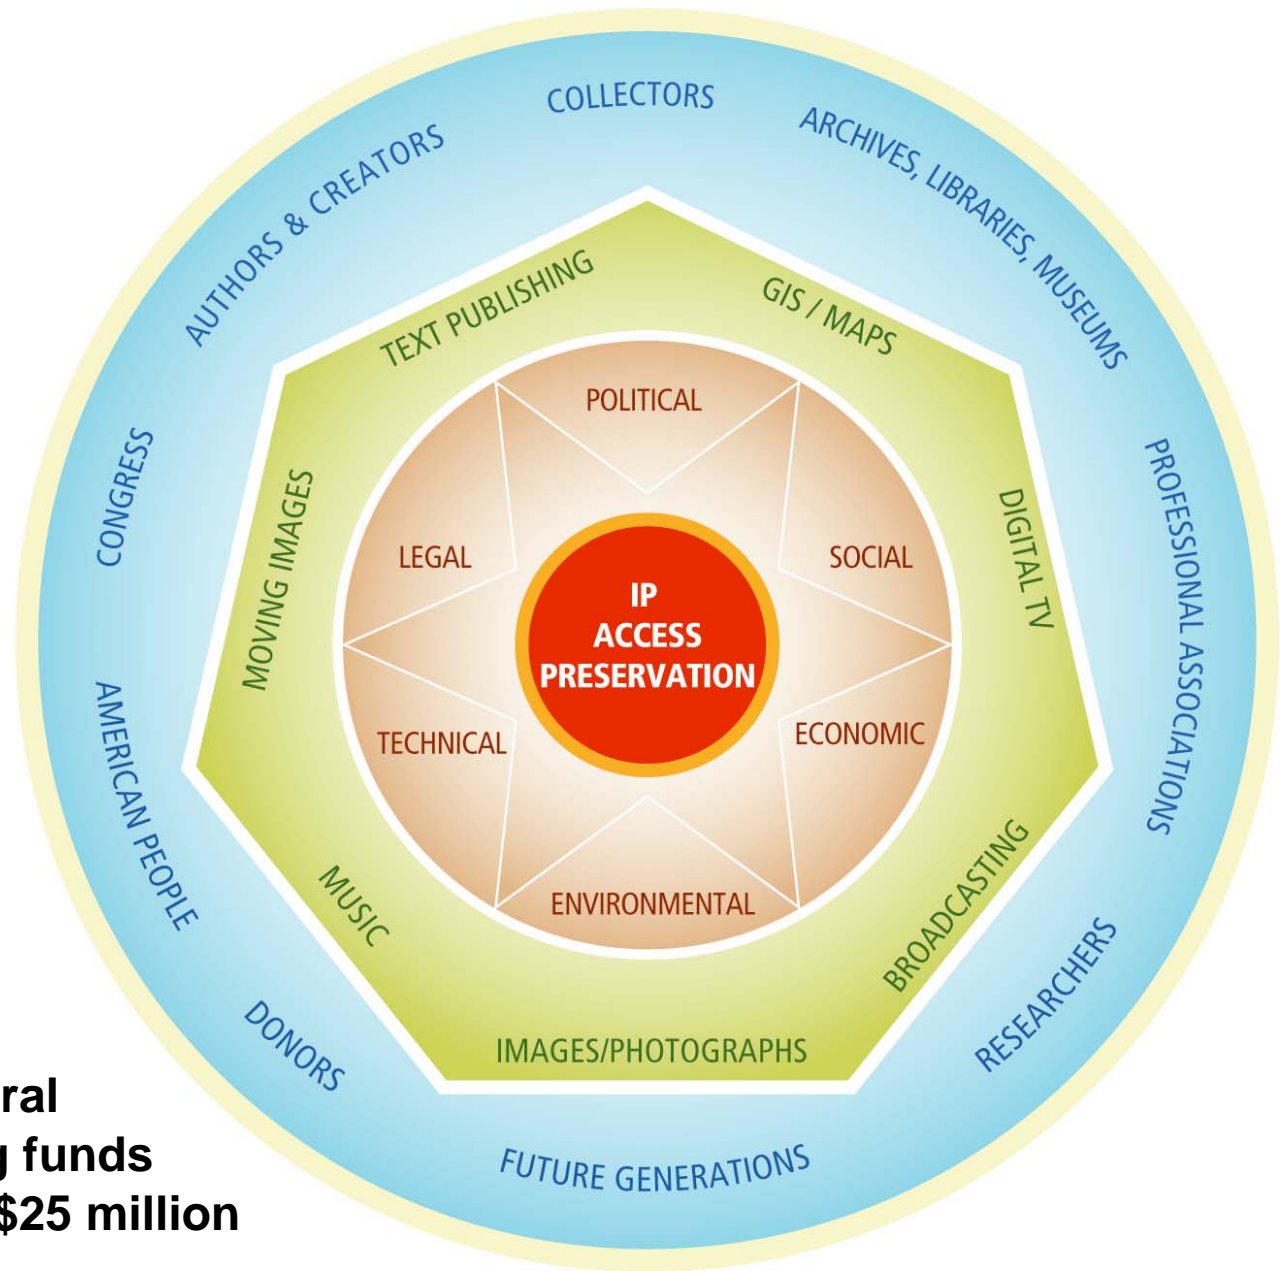 COLLECTORS
ARCHIVES, LIBRARIES, MUSEUMS
PROFESSIONAL ASSOCIATIONS
RESEARCHERS
FUTURE GENERATIONS
DONORS
AMERICAN PEOPLE
CONGRESS
AUTHORS & CREATORS
TEXT PUBLISHING
GIS / MAPS
DIGITAL TV
BROADCASTING
IMAGES/PHOTOGRAPHS
MUSIC
MOVING IMAGES
POLITICAL
SOCIAL
ECONOMIC
ENVIRONMENTAL
TECHNICAL
LEGAL
IP
ACCESS
PRESERVATION
funds
$25 million